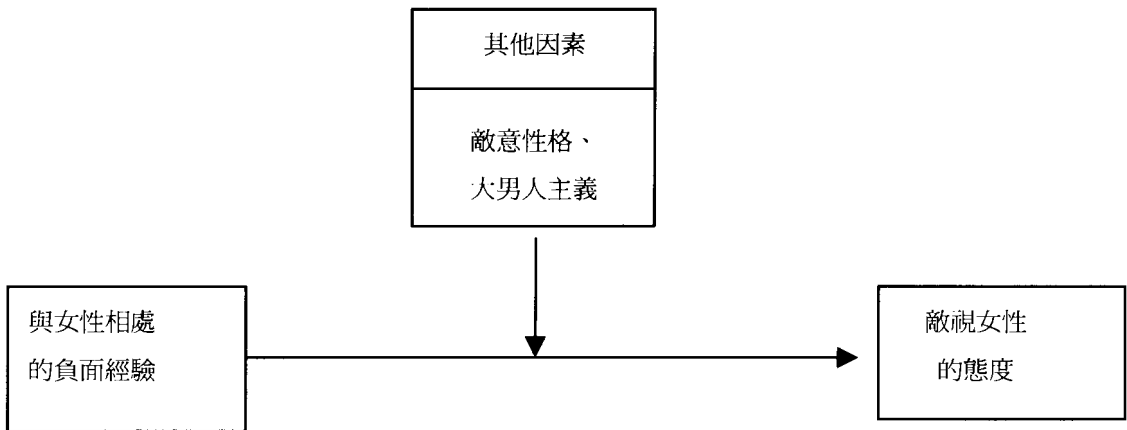 其他因素
敵意性格、
大男人主義
與女性相處
的負面經驗
敵視女性
的態度